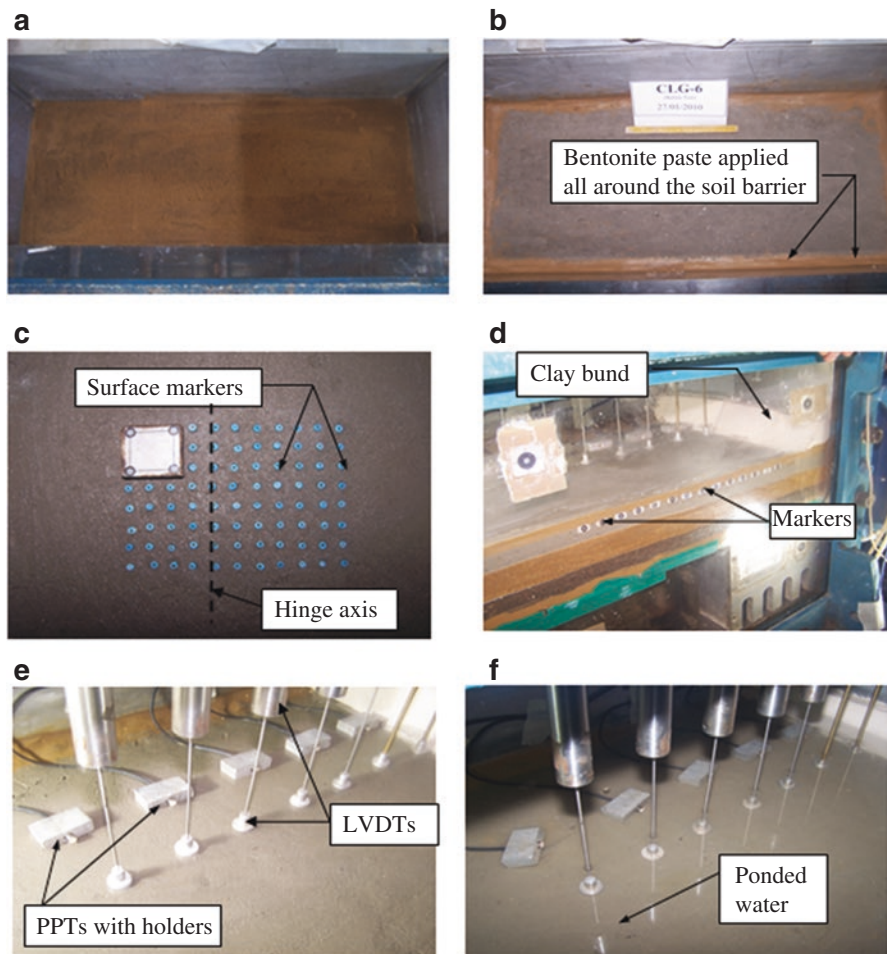 a
b
CLG-6
27/01/2010
Bentonite paste applied
all around the soil barrier
c
Surface markers
Hinge axis
d
Clay bund
Markers
e
LVDTs
PPTs with holders
f
Ponded
water